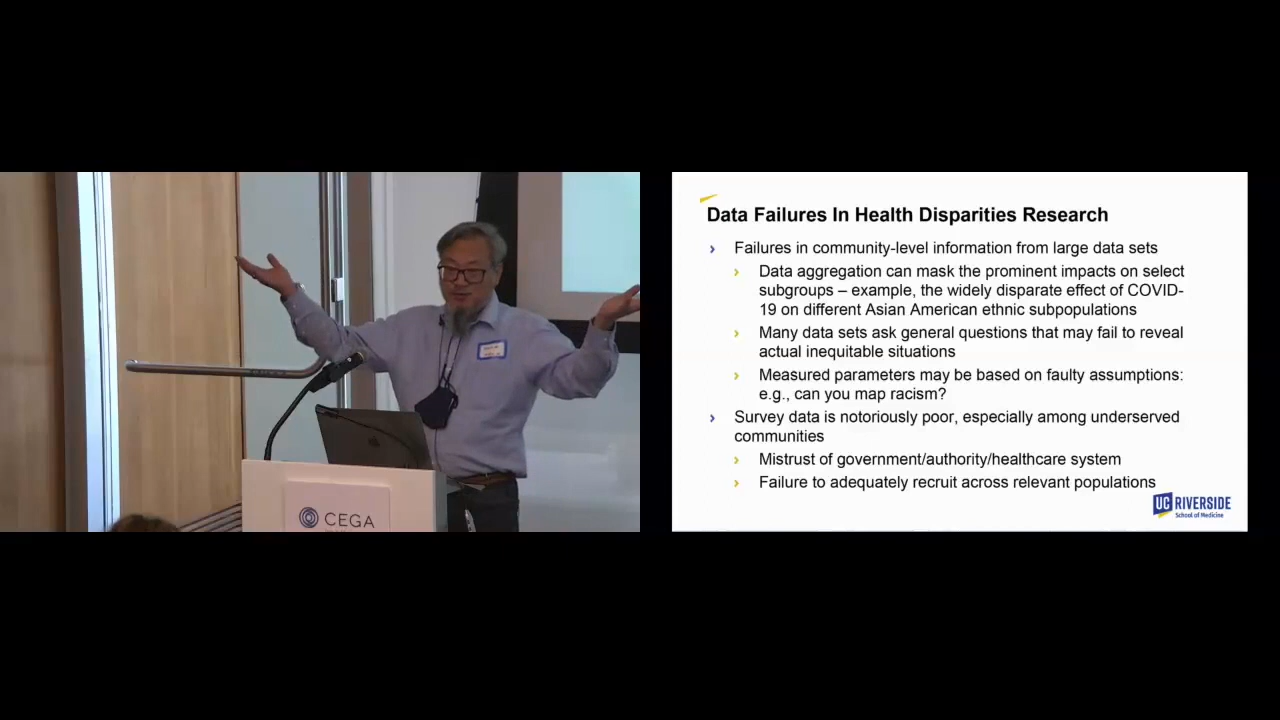 CEGA
Data Failures In Health Disparities Research
› Failures in community-level information from large data sets
› Data aggregation can mask the prominent impacts on select
subgroups – example, the widely disparate effect of COVID-
19 on different Asian American ethnic subpopulations
› Many data sets ask general questions that may fail to reveal
actual inequitable situations
› Measured parameters may be based on faulty assumptions:
e.g., can you map racism?
› Survey data is notoriously poor, especially among underserved
communities
› Mistrust of government/authority/healthcare system
› Failure to adequately recruit across relevant populations
UC RIVERSIDE
School of Medicine